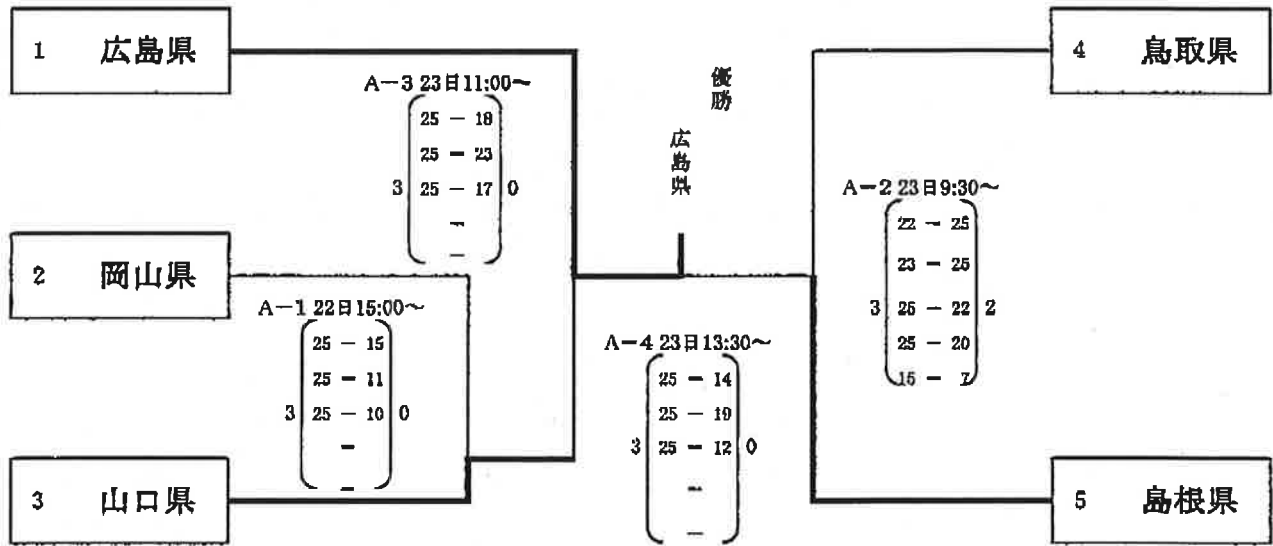 1 広島県
4 鳥取県
優勝
広島県
A－3 23日11:00～
25 － 18
25 － 23
3 25 － 17 0
－
－
A－2 23日9:30～
22 － 25
23 － 25
3 25 － 22 2
25 － 20
15 － 7
2 岡山県
A－1 22日15:00～
25 － 15
25 － 11
3 25 － 10 0
－
－
A－4 23日13:30～
25 － 14
25 － 19
3 25 － 12 0
－
－
3 山口県
5 島根県